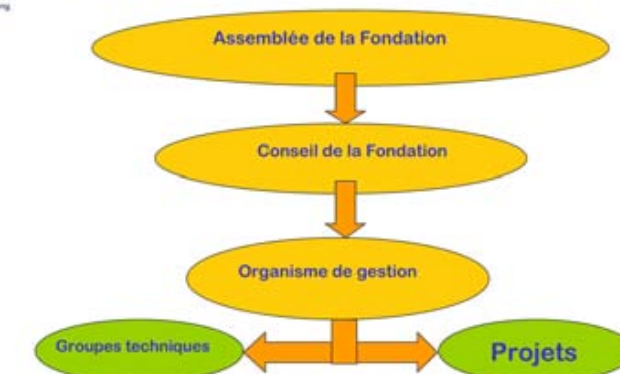 Assemblée de la Fondation
Conseil de la Fondation
Organisme de gestion
Groupes techniques
Projets